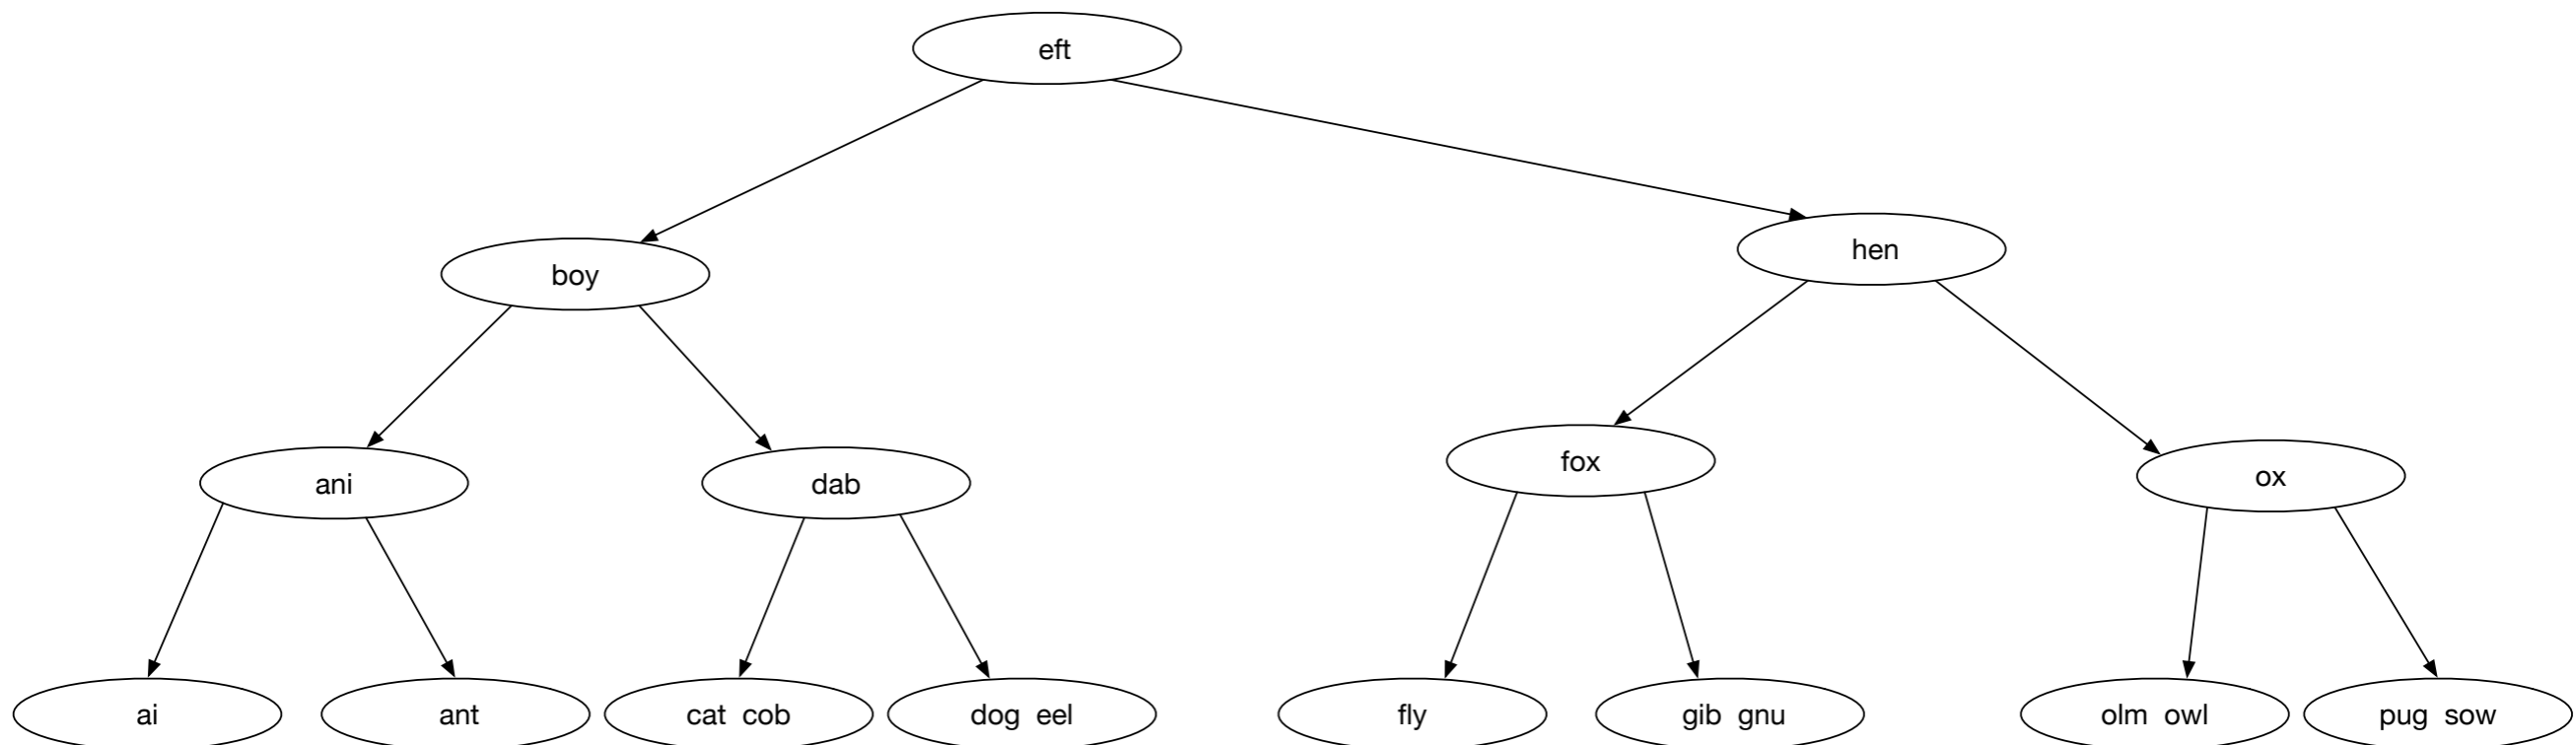 eft
boy
hen
ani
dab
fox
ox
ai
ant
cat cob
dog eel
fly
gib gnu
olm owl
pug sow